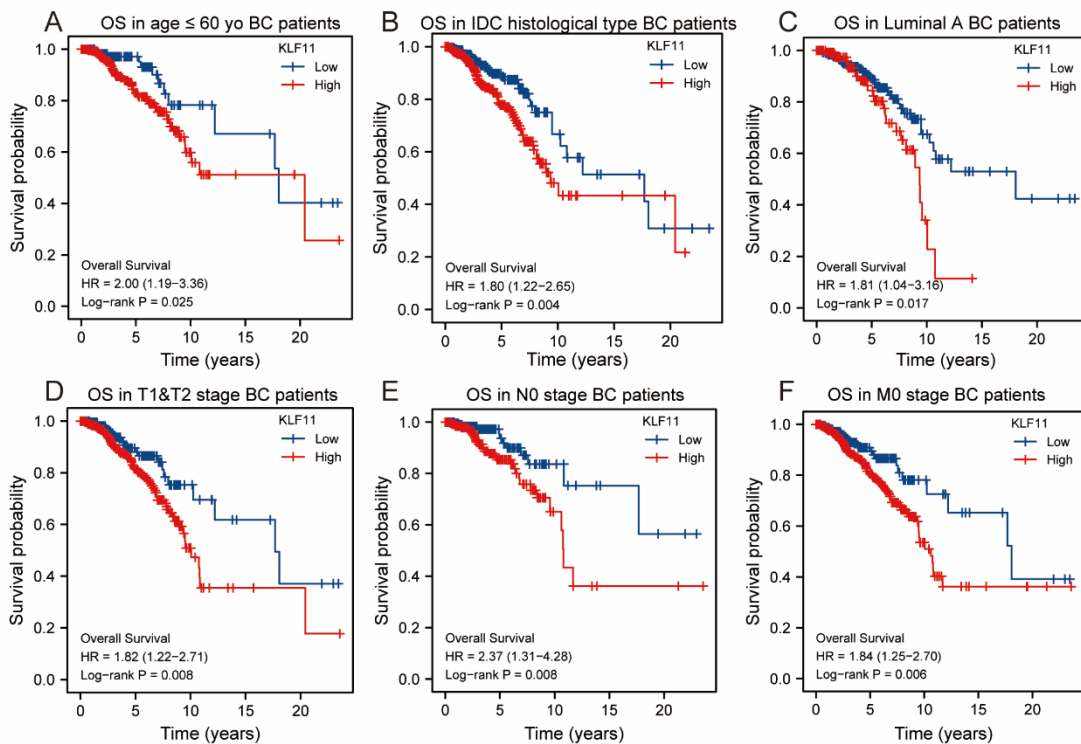 A
OS in age ≤ 60 yo BC patients
KLF11
Low
High
Survival probability
1.0
0.8
0.6
0.4
0.2
0.0
Overall Survival
HR = 2.00 (1.19−3.36)
Log−rank P = 0.025
0 5 10 15 20
Time (years)
B
OS in IDC histological type BC patients
KLF11
Low
High
Survival probability
1.0
0.8
0.6
0.4
0.2
0.0
Overall Survival
HR = 1.80 (1.22−2.65)
Log−rank P = 0.004
0 5 10 15 20
Time (years)
C
OS in Luminal A BC patients
KLF11
Low
High
Survival probability
1.0
0.8
0.6
0.4
0.2
0.0
Overall Survival
HR = 1.81 (1.04−3.16)
Log−rank P = 0.017
0 5 10 15 20
Time (years)
D
OS in T1&T2 stage BC patients
KLF11
Low
High
Survival probability
1.0
0.8
0.6
0.4
0.2
0.0
Overall Survival
HR = 1.82 (1.22−2.71)
Log−rank P = 0.008
0 5 10 15 20
Time (years)
E
OS in N0 stage BC patients
KLF11
Low
High
Survival probability
1.0
0.8
0.6
0.4
0.2
0.0
Overall Survival
HR = 2.37 (1.31−4.28)
Log−rank P = 0.008
0 5 10 15 20
Time (years)
F
OS in M0 stage BC patients
KLF11
Low
High
Survival probability
1.0
0.8
0.6
0.4
0.2
0.0
Overall Survival
HR = 1.84 (1.25−2.70)
Log−rank P = 0.006
0 5 10 15 20
Time (years)